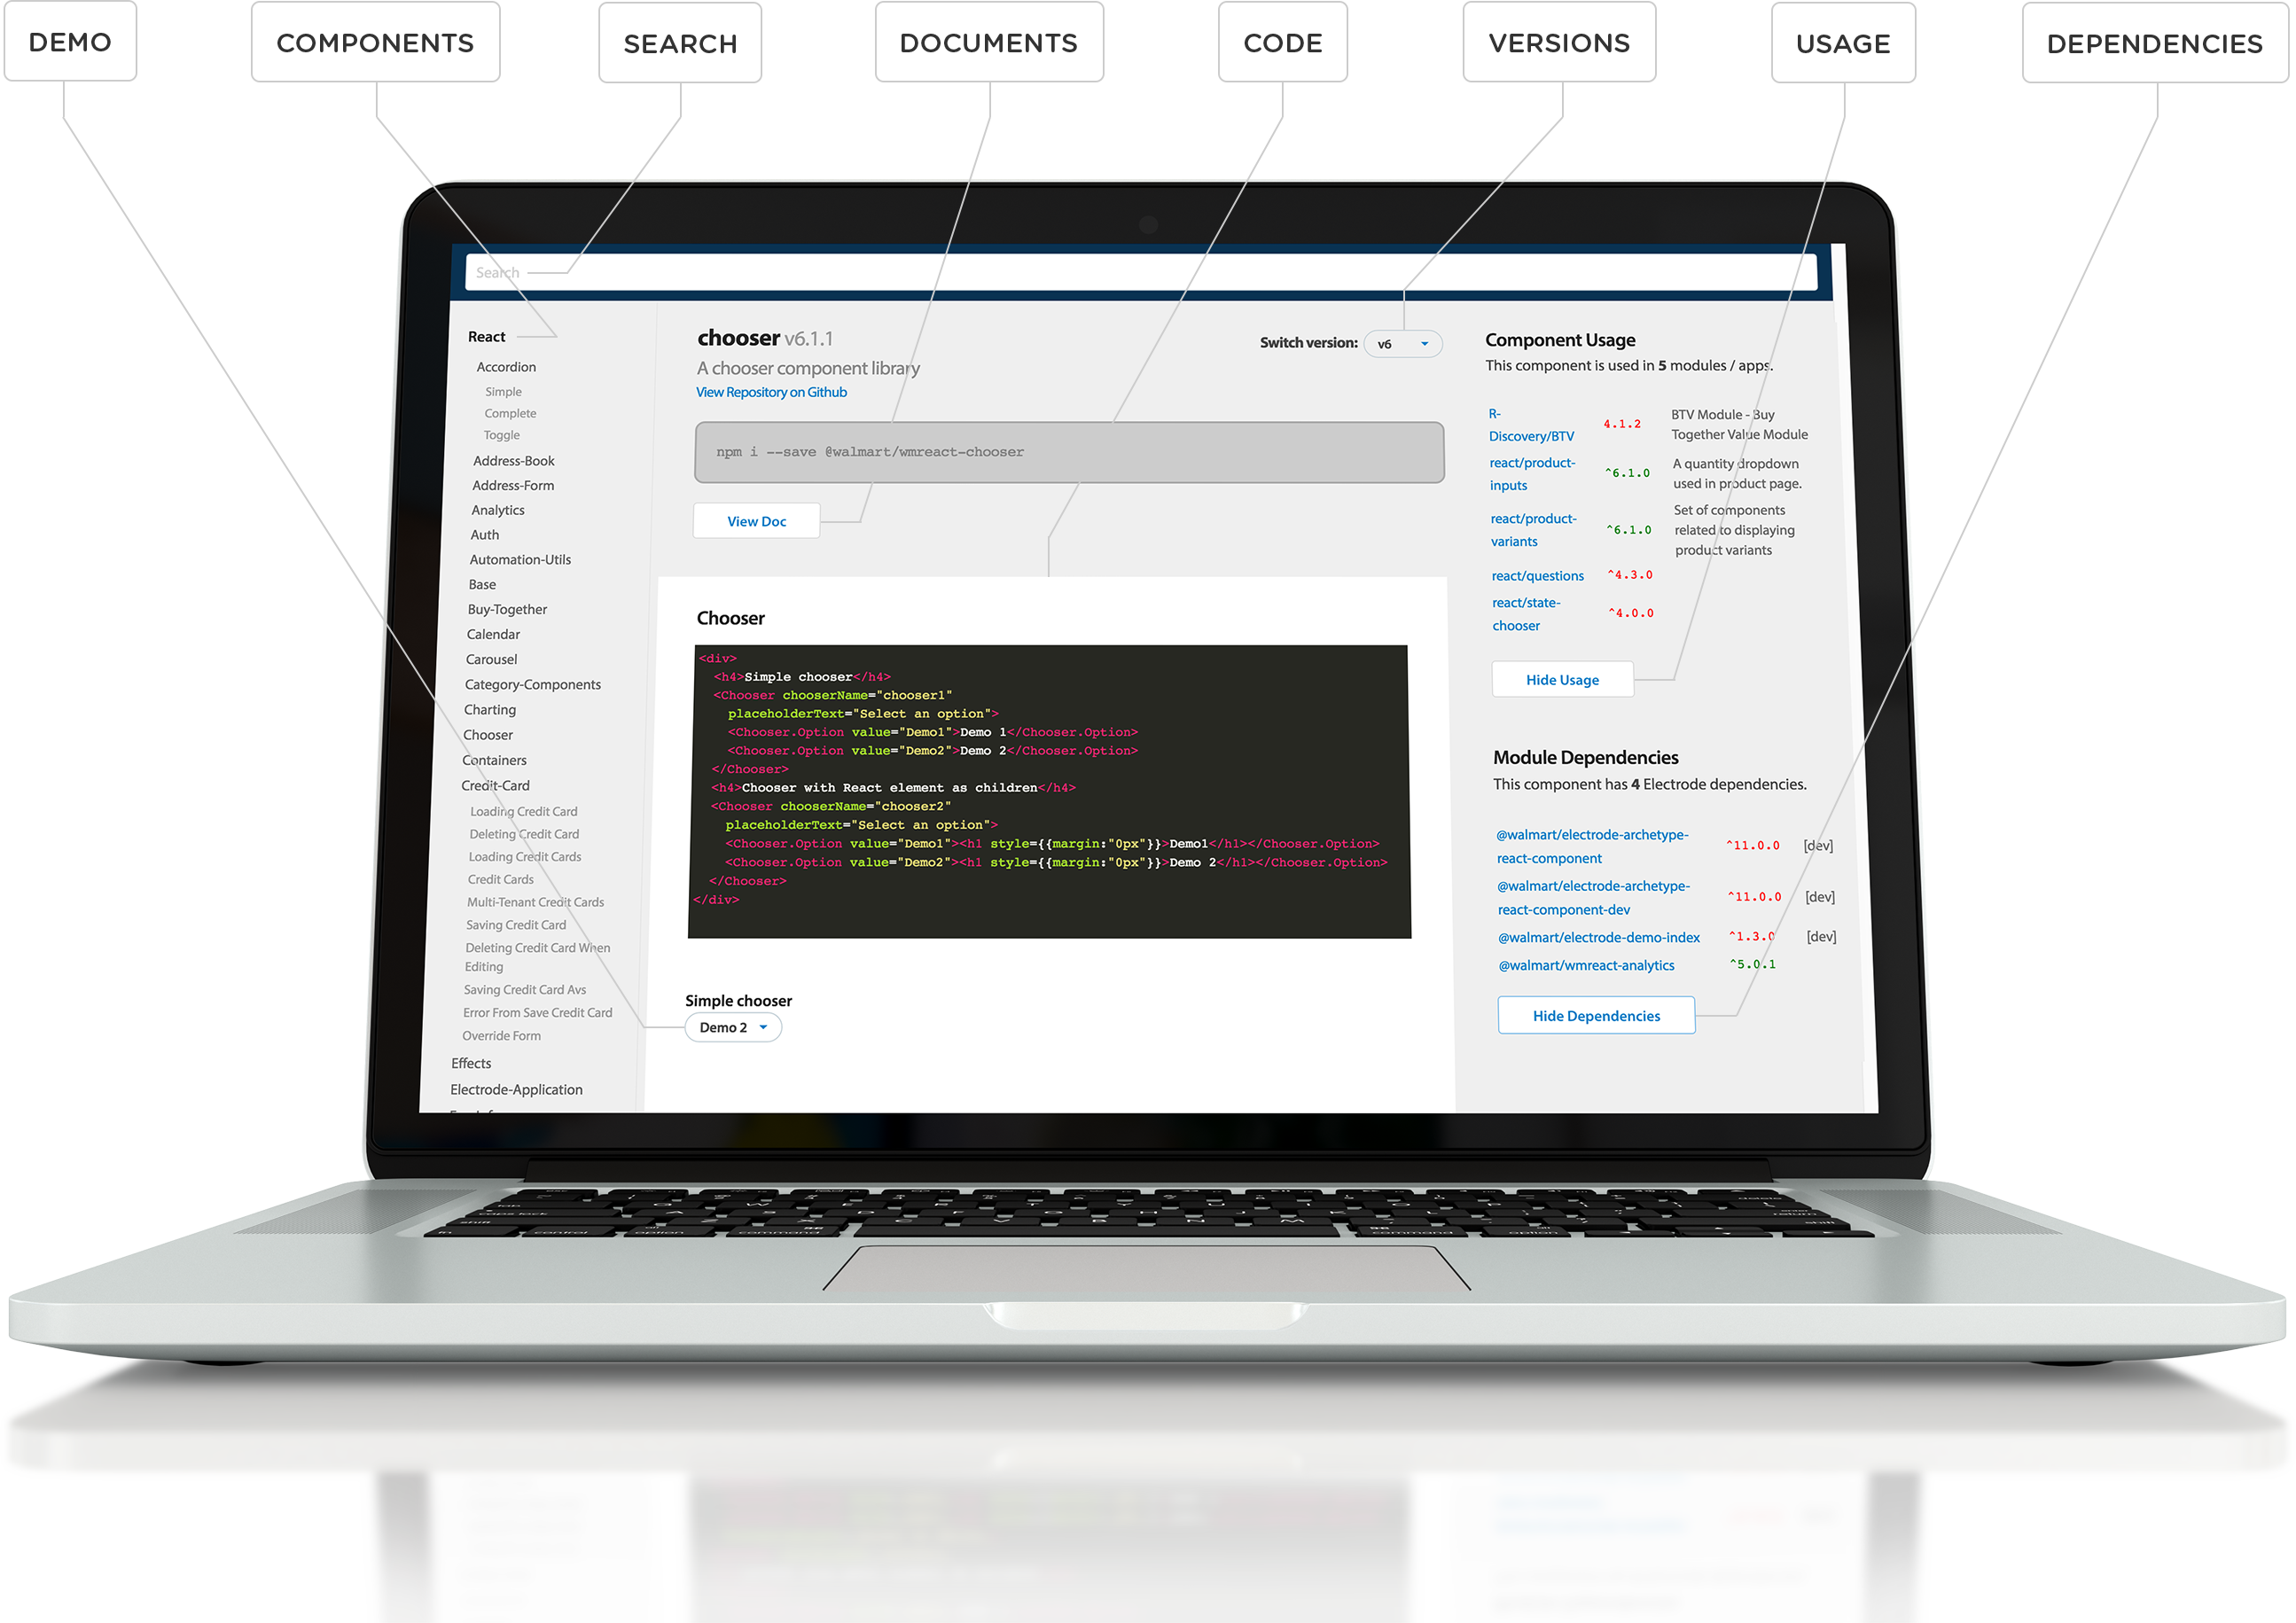 DEMO
COMPONENTS
SEARCH
DOCUMENTS
CODE
VERSIONS
USAGE
DEPENDENCIES
Search
React
Accordion
Simple
Complete
Toggle
Address-Book
Address-Form
Analytics
Auth
Automation-Utils
Base
Buy-Together
Calendar
Carousel
Category-Components
Charting
Chooser
Containers
Credit-Card
Loading Credit Card
Deleting Credit Card
Loading Credit Cards
Credit Cards
Multi-Tenant Credit Cards
Saving Credit Card
Deleting Credit Card When
Editing
Saving Credit Card Avs
Error From Save Credit Card
Override Form
Effects
Electrode-Application
chooser v6.1.1
A chooser component library
View Repository on Github
Switch version: v6
npm i --save @walmart/wmreact-chooser
View Doc
Chooser
<div>
<h4>Simple chooser</h4>
<Chooser chooserName="chooser1"
placeholderText="Select an option">
<Chooser.Option value="Demo1">Demo 1</Chooser.Option>
<Chooser.Option value="Demo2">Demo 2</Chooser.Option>
</Chooser>
<h4>Chooser with React element as children</h4>
<Chooser chooserName="chooser2"
placeholderText="Select an option">
<Chooser.Option value="Demo1"><h1 style={{margin:"0px"}}>Demo1</h1></Chooser.Option>
<Chooser.Option value="Demo2"><h1 style={{margin:"0px"}}>Demo 2</h1></Chooser.Option>
</Chooser>
</div>
Simple chooser
Demo 2
Component Usage
This component is used in 5 modules / apps.
R-
Discovery/BTV
4.1.2
BTV Module - Buy
Together Value Module
react/product-
inputs
^6.1.0
A quantity dropdown
used in product page.
react/product-
variants
^6.1.0
Set of components
related to displaying
product variants
react/questions
^4.3.0
react/state-
chooser
^4.0.0
Hide Usage
Module Dependencies
This component has 4 Electrode dependencies.
@walmart/electrode-archetype-
react-component
^11.0.0
[dev]
@walmart/electrode-archetype-
react-component-dev
^11.0.0
[dev]
@walmart/electrode-demo-index
^1.3.0
[dev]
@walmart/wmreact-analytics
^5.0.1
Hide Dependencies
tab
caps lock
shift
fn
control
option
command
command
option
delete
return
shift